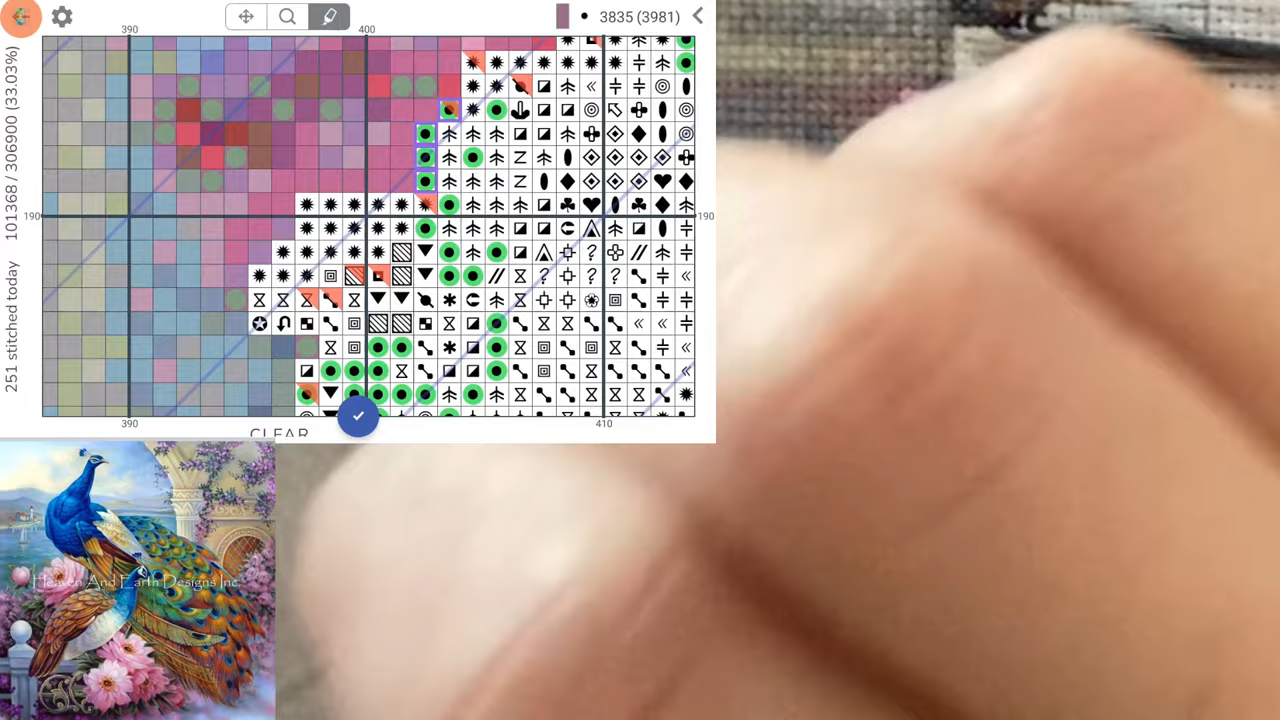 3835 (3981)
390
400
190
190
101368 / 306900 (33.03%)
251 stitched today
390
410
CLEAR
Heaven And Earth Designs Inc.